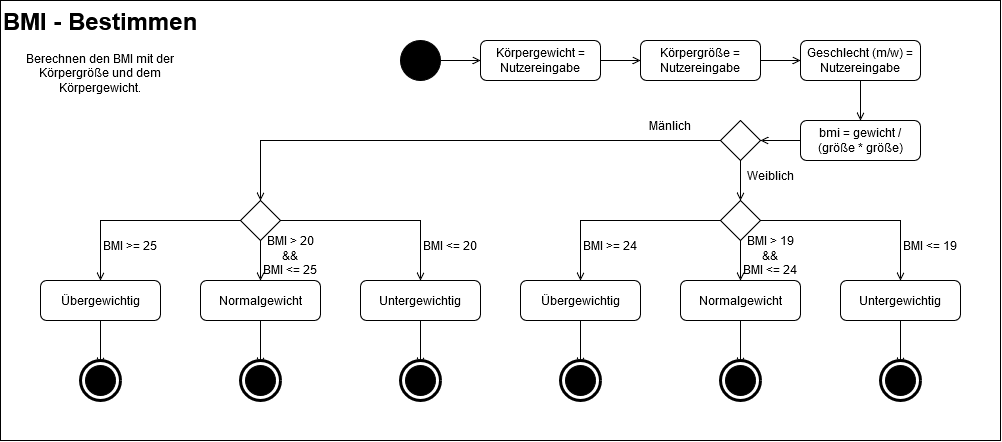 BMI - Bestimmen
Berechnen den BMI mit der
Körpergröße und dem
Körpergewicht.
Körpergewicht =
Nutzereingabe
Körpergröße =
Nutzereingabe
Geschlecht (m/w) =
Nutzereingabe
bmi = gewicht /
(größe * größe)
Mänlich
Weiblich
BMI >= 25
BMI > 20
&&
BMI <= 25
BMI <= 20
BMI >= 24
BMI > 19
&&
BMI <= 24
BMI <= 19
Übergewichtig
Normalgewicht
Untergewichtig
Übergewichtig
Normalgewicht
Untergewichtig